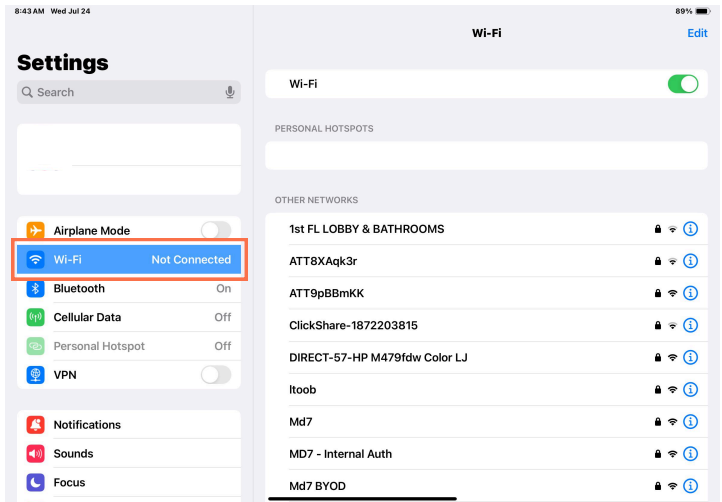 8:43 AM Wed Jul 24
89%
Settings
Search
Airplane Mode
Wi-Fi Not Connected
Bluetooth On
Cellular Data Off
Personal Hotspot Off
VPN
Notifications
Sounds
Focus
Wi-Fi
Edit
Wi-Fi
PERSONAL HOTSPOTS
OTHER NETWORKS
1st FL LOBBY & BATHROOMS
ATT8XAqk3r
ATT9pBBmKK
ClickShare-1872203815
DIRECT-57-HP M479fdw Color LJ
Itoob
Md7
MD7 - Internal Auth
Md7 BYOD